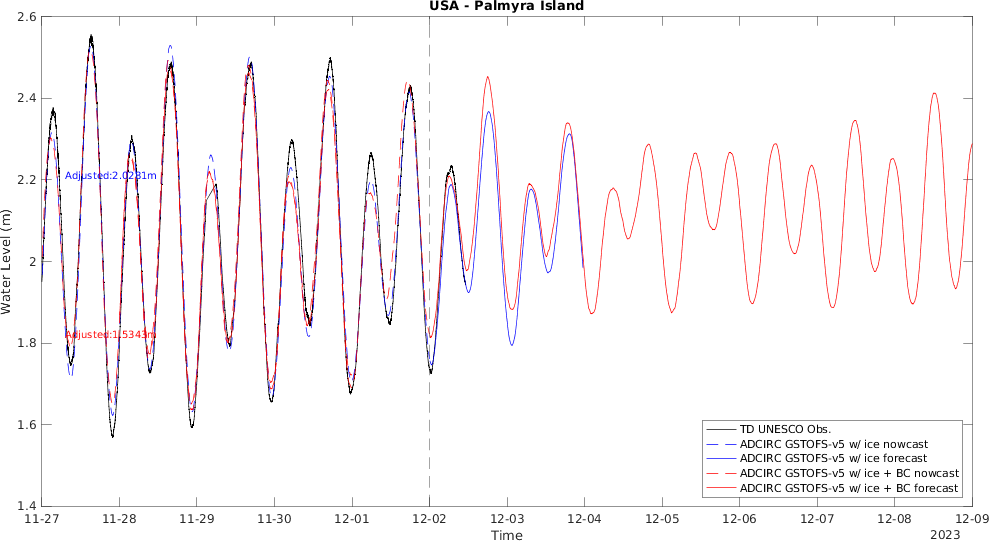 USA - Palmyra Island
2.6
2.4
2.2
2
1.8
1.6
1.4
Water Level (m)
Adjusted:2.0281m
Adjusted:1.5343m
TD UNESCO Obs.
ADCIRC GSTOFS-v5 w/ ice nowcast
ADCIRC GSTOFS-v5 w/ ice forecast
ADCIRC GSTOFS-v5 w/ ice + BC nowcast
ADCIRC GSTOFS-v5 w/ ice + BC forecast
11-27 11-28 11-29 11-30 12-01 12-02 12-03 12-04 12-05 12-06 12-07 12-08 12-09
Time
2023